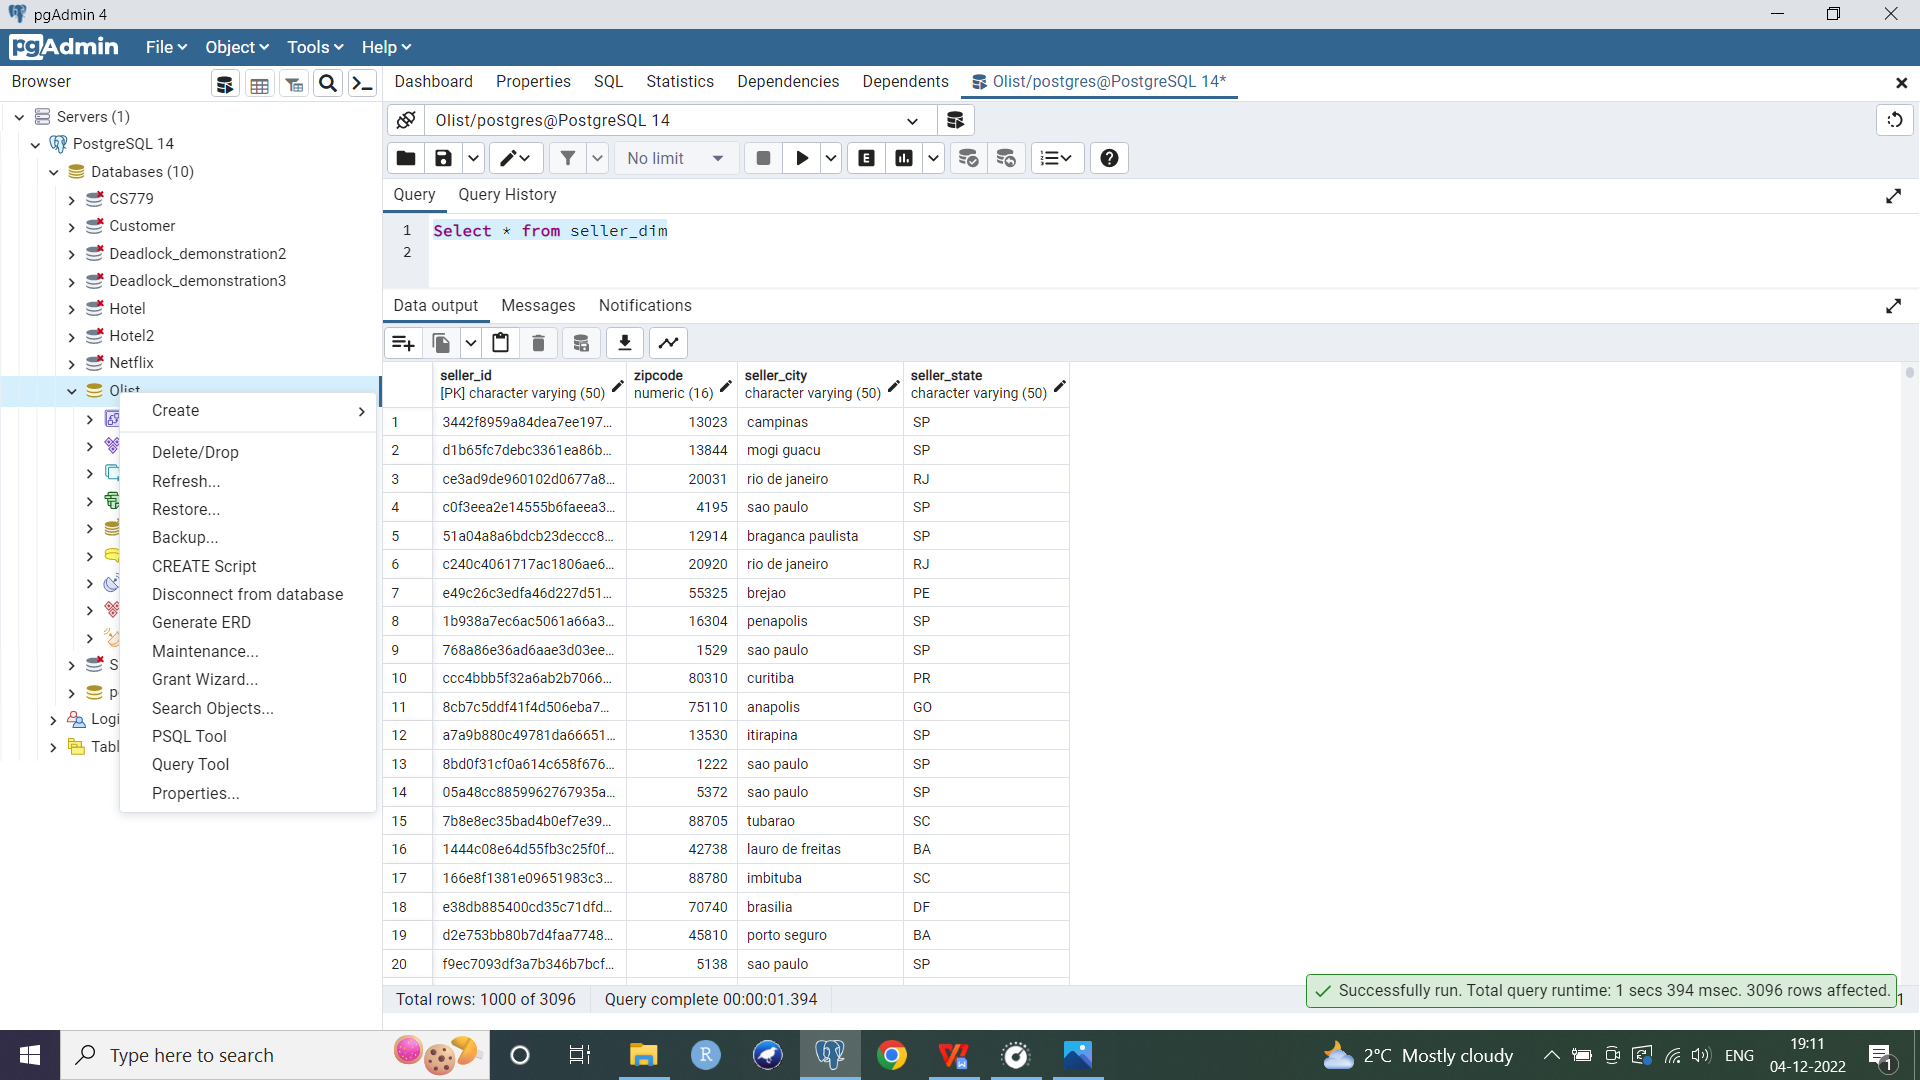 pgAdmin 4
pgAdmin File Object Tools Help
Browser
Dashboard Properties SQL Statistics Dependencies Dependents Olist/postgres@PostgreSQL 14*
Servers (1)
PostgreSQL 14
Databases (10)
CS779
Customer
Deadlock_demonstration2
Deadlock_demonstration3
Hotel
Hotel2
Netflix
Olist
S
p
Logi
Tabl
Create
Delete/Drop
Refresh...
Restore...
Backup...
CREATE Script
Disconnect from database
Generate ERD
Maintenance...
Grant Wizard...
Search Objects...
PSQL Tool
Query Tool
Properties...
Olist/postgres@PostgreSQL 14
No limit E
Query Query History
1 Select * from seller_dim
2
Data output Messages Notifications
seller_id zipcode seller_city seller_state
[PK] character varying (50) numeric (16) character varying (50) character varying (50)
1 3442f8959a84dea7ee197... 13023 campinas SP
2 d1b65fc7debc3361ea86b... 13844 mogi guacu SP
3 ce3ad9de960102d0677a8... 20031 rio de janeiro RJ
4 c0f3eea2e14555b6faeea3... 4195 sao paulo SP
5 51a04a8a6bdcb23deccc8... 12914 braganca paulista SP
6 c240c4061717ac1806ae6... 20920 rio de janeiro RJ
7 e49c26c3edfa46d227d51... 55325 brejao PE
8 1b938a7ec6ac5061a66a3... 16304 penapolis SP
9 768a86e36ad6aae3d03ee... 1529 sao paulo SP
10 ccc4bbb5f32a6ab2b7066... 80310 curitiba PR
11 8cb7c5ddf41f4d506eba7... 75110 anapolis GO
12 a7a9b880c49781da66651... 13530 itirapina SP
13 8bd0f31cf0a614c658f676... 1222 sao paulo SP
14 05a48cc8859962767935a... 5372 sao paulo SP
15 7b8e8ec35bad4b0ef7e39... 88705 tubarao SC
16 1444c08e64d55fb3c25f0f... 42738 lauro de freitas BA
17 166e8f1381e09651983c3... 88780 imbituba SC
18 e38db885400cd35c71dfd... 70740 brasilia DF
19 d2e753bb80b7d4faa7748... 45810 porto seguro BA
20 f9ec7093df3a7b346b7bcf... 5138 sao paulo SP
Total rows: 1000 of 3096 Query complete 00:00:01.394
Successfully run. Total query runtime: 1 secs 394 msec. 3096 rows affected.
1
Type here to search
R
2°C Mostly cloudy
ENG
19:11
04-12-2022
1